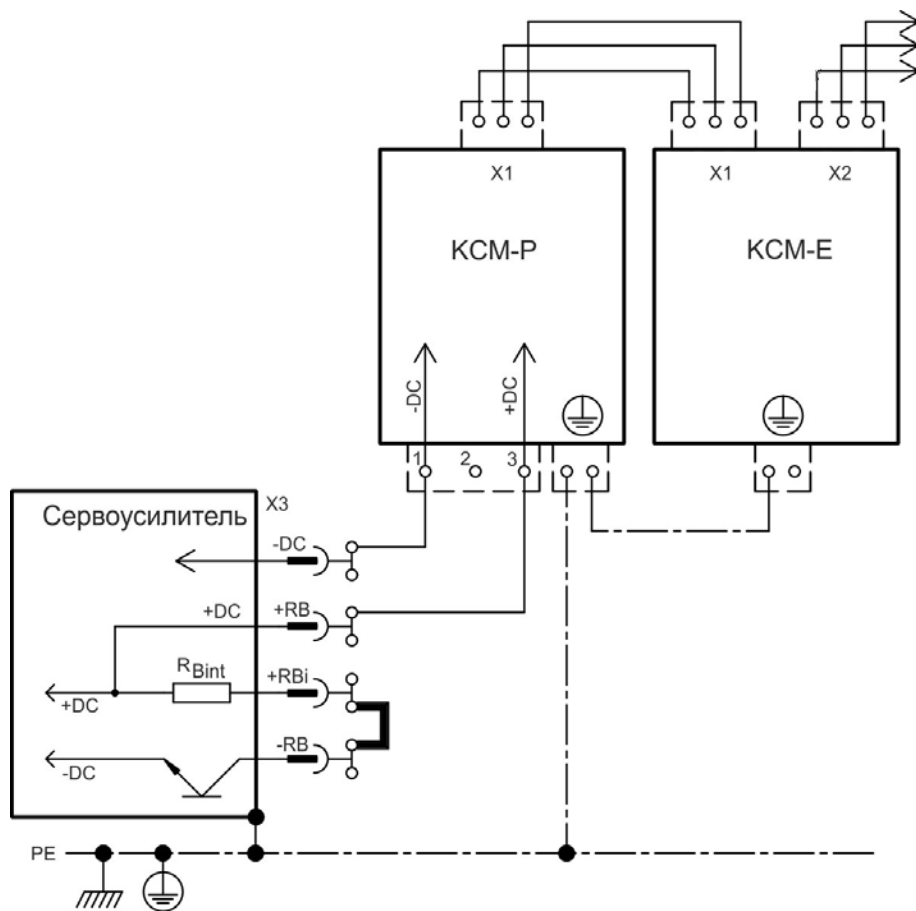 X1
X1
X2
KCM-P
KCM-E
-DC
+DC
1
2
3
Сервоусилитель
X3
-DC
+DC
+RB
RBint
+RBi
+DC
-RB
-DC
PE